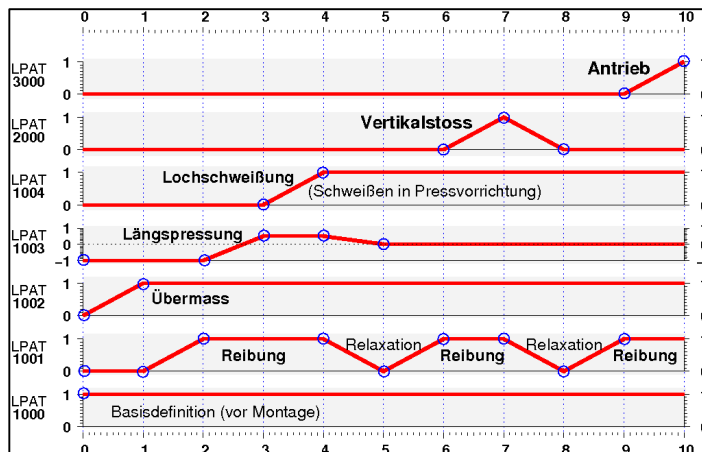 0 1 2 3 4 5 6 7 8 9 10
LPAT 3000
1
0
Antrieb
LPAT 2000
1
0
Vertikalstoss
LPAT 1004
1
0
Lochschweißung
(Schweißen in Pressvorrichtung)
LPAT 1003
1
0
−1
Längspressung
LPAT 1002
1
0
Übermass
LPAT 1001
1
0
Reibung
Relaxation
Reibung
Relaxation
Reibung
LPAT 1000
1
0
Basisdefinition (vor Montage)
0 1 2 3 4 5 6 7 8 9 10